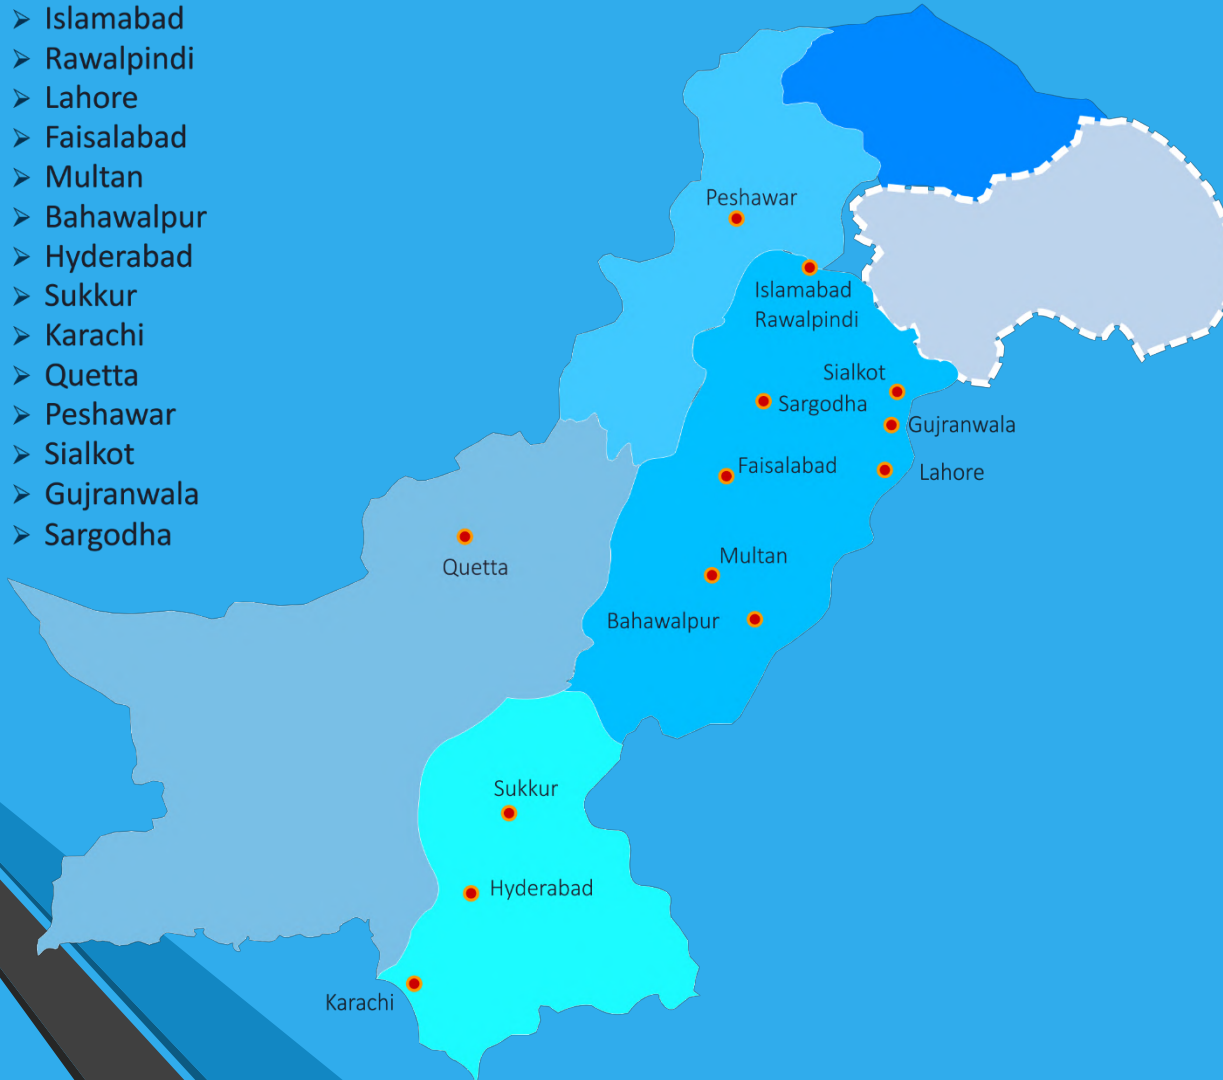 ➢ Islamabad
➢ Rawalpindi
➢ Lahore
➢ Faisalabad
➢ Multan
➢ Bahawalpur
➢ Hyderabad
➢ Sukkur
➢ Karachi
➢ Quetta
➢ Peshawar
➢ Sialkot
➢ Gujranwala
➢ Sargodha
Peshawar
Islamabad
Rawalpindi
Sialkot
Sargodha
Gujranwala
Faisalabad
Lahore
Multan
Quetta
Bahawalpur
Sukkur
Hyderabad
Karachi